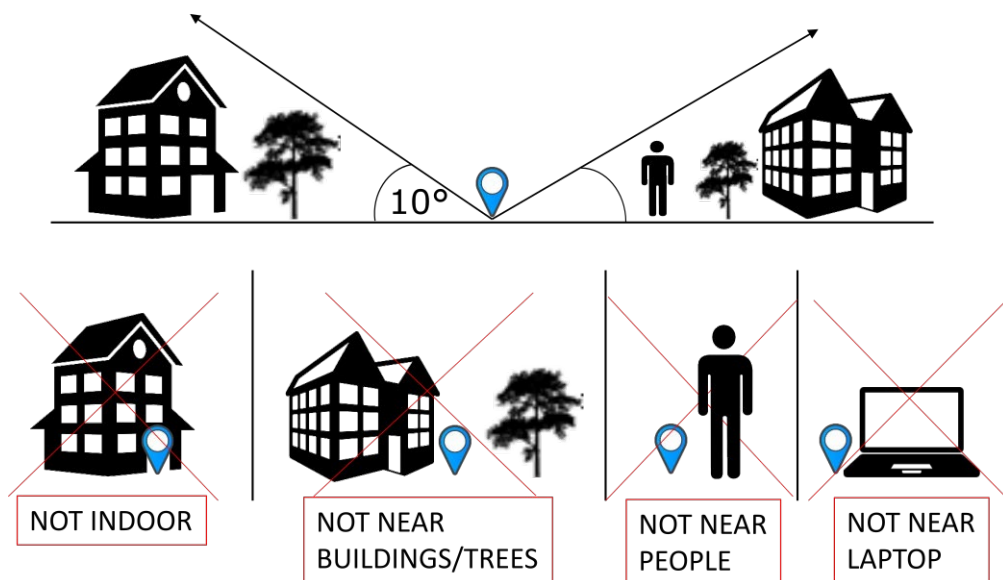 10°
NOT INDOOR
NOT NEAR
BUILDINGS/TREES
NOT NEAR
PEOPLE
NOT NEAR
LAPTOP